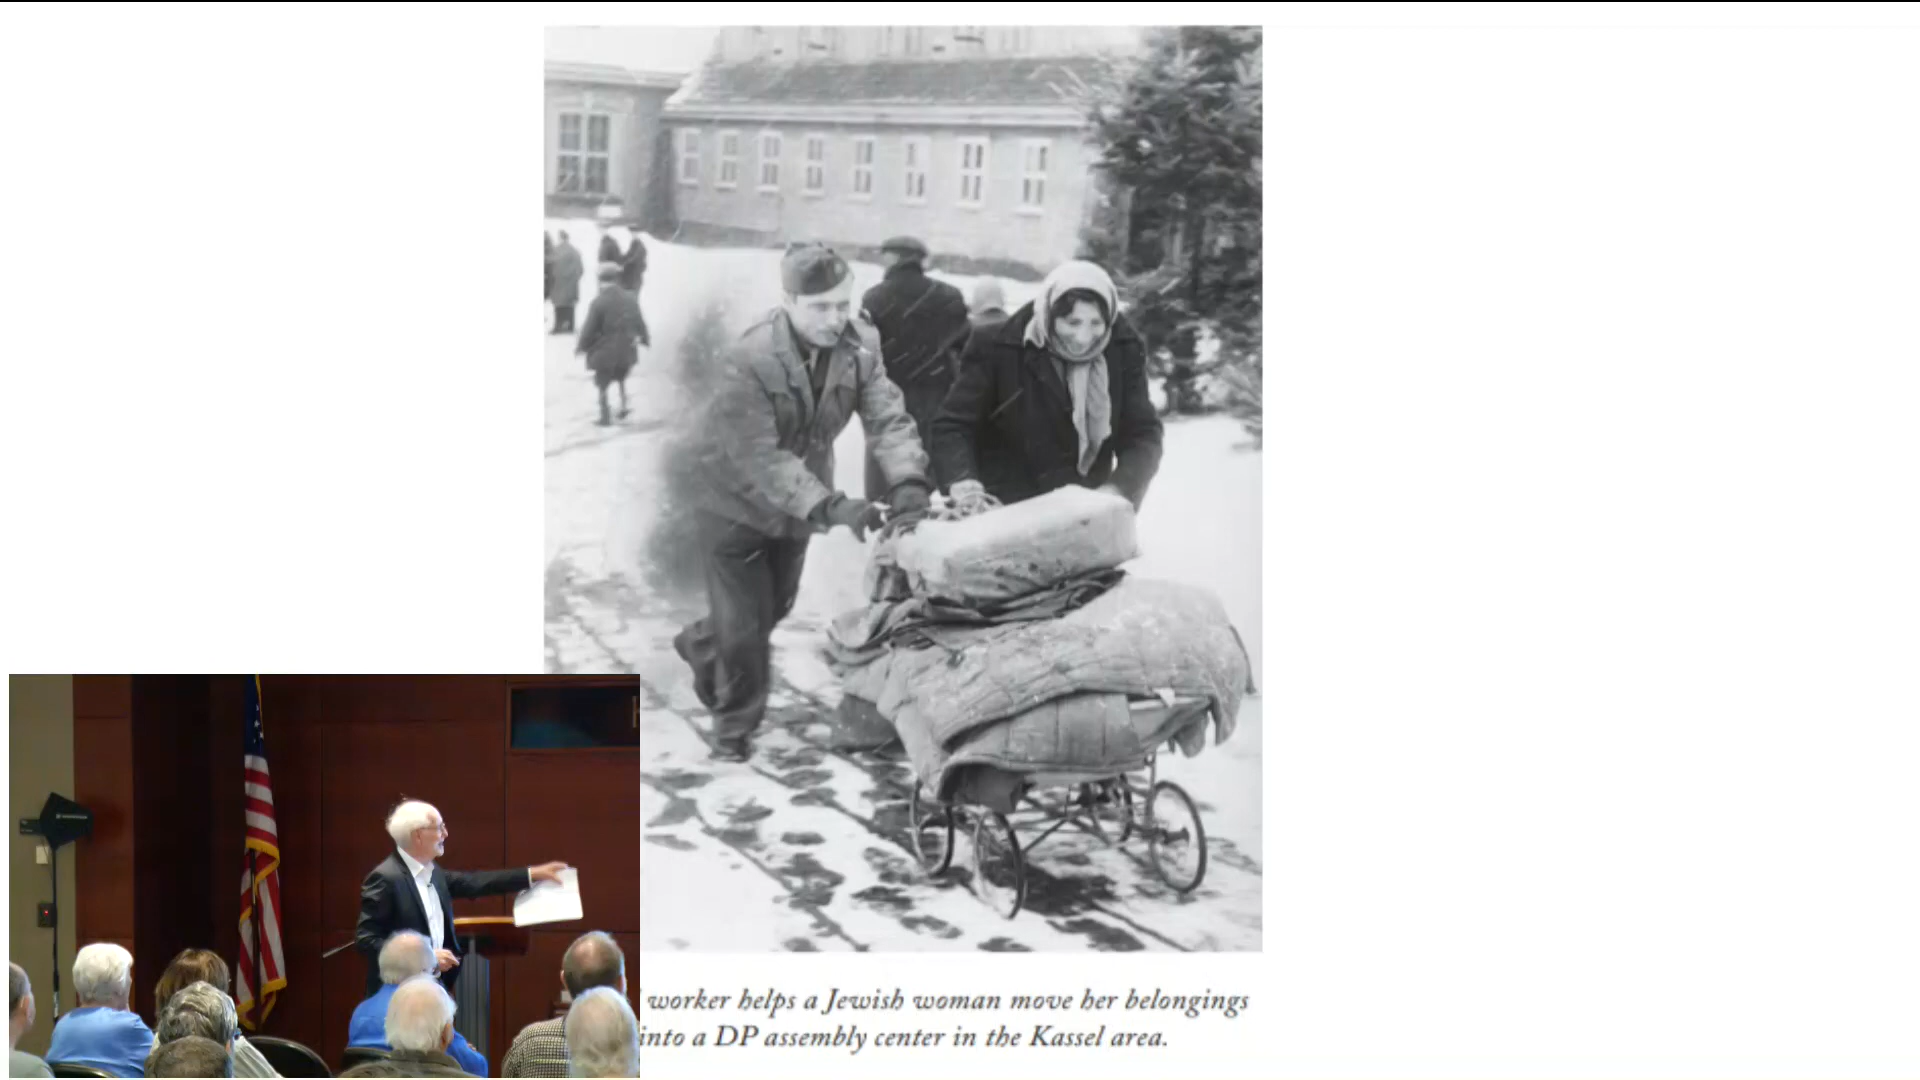 worker helps a Jewish woman move her belongings
into a DP assembly center in the Kassel area.